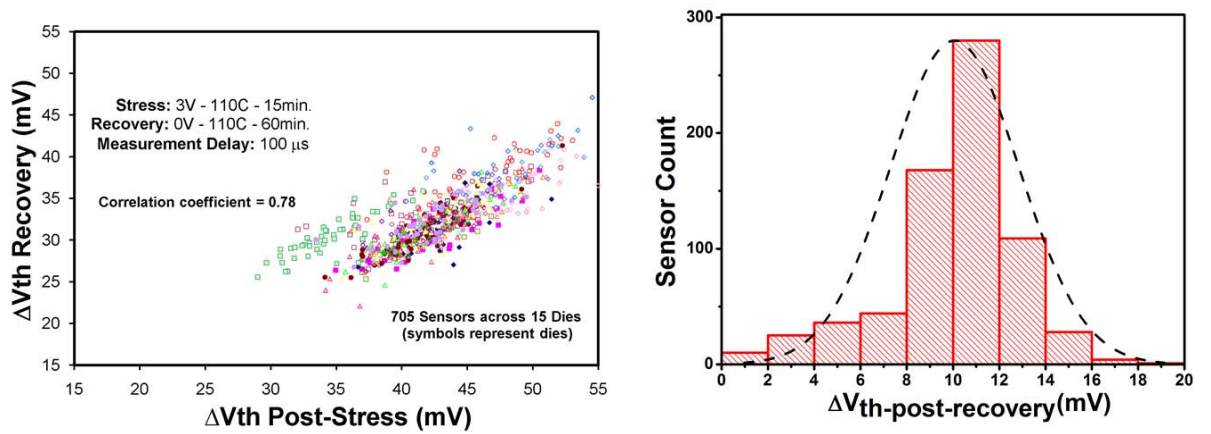 55
45
35
25
15
50
40
30
20
ΔVth Recovery (mV)
Stress: 3V - 110C - 15min.
Recovery: 0V - 110C - 60min.
Measurement Delay: 100 µs
Correlation coefficient = 0.78
705 Sensors across 15 Dies
(symbols represent dies)
15 20 25 30 35 40 45 50 55
ΔVth Post-Stress (mV)
300
200
100
0
Sensor Count
0 2 4 6 8 10 12 14 16 18 20
ΔVth-post-recovery(mV)